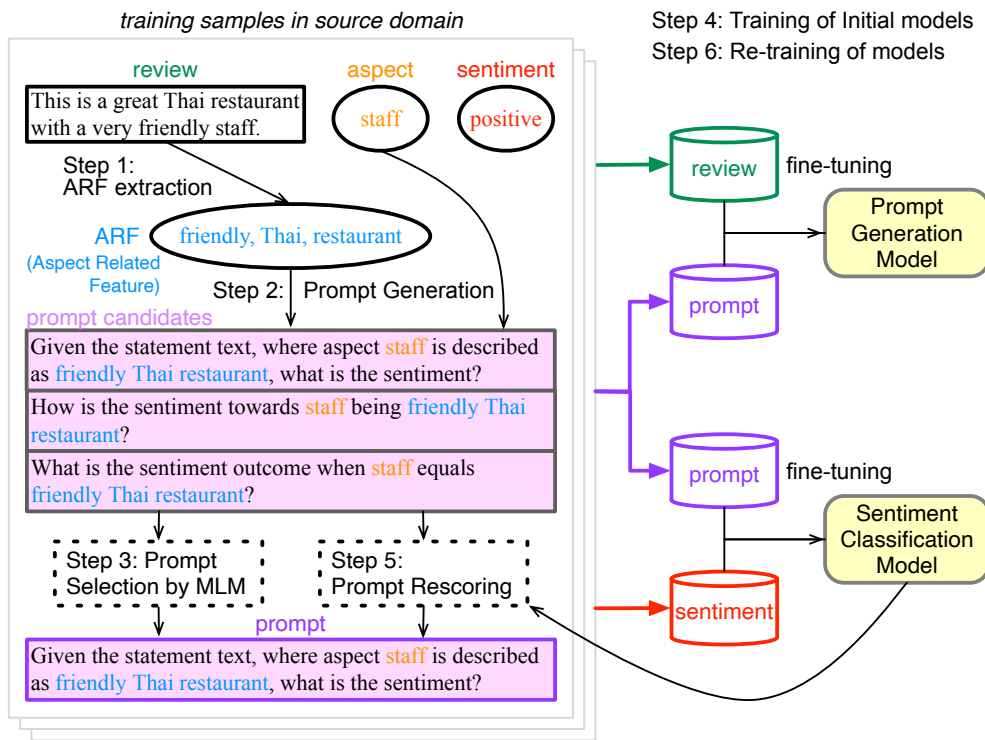 training samples in source domain
review
aspect
sentiment
This is a great Thai restaurant
with a very friendly staff.
staff
positive
Step 1:
ARF extraction
ARF
(Aspect Related
Feature)
friendly, Thai, restaurant
Step 2: Prompt Generation
prompt candidates
Given the statement text, where aspect staff is described
as friendly Thai restaurant, what is the sentiment?
How is the sentiment towards staff being friendly Thai
restaurant?
What is the sentiment outcome when staff equals
friendly Thai restaurant?
Step 3: Prompt
Selection by MLM
Step 5:
Prompt Rescoring
prompt
Given the statement text, where aspect staff is described
as friendly Thai restaurant, what is the sentiment?
Step 4: Training of Initial models
Step 6: Re-training of models
review
fine-tuning
Prompt
Generation
Model
prompt
prompt
fine-tuning
Sentiment
Classification
Model
sentiment